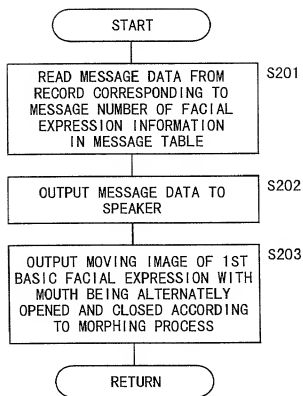 START
READ MESSAGE DATA FROM
RECORD CORRESPONDING TO
MESSAGE NUMBER OF FACIAL
EXPRESSION INFORMATION
IN MESSAGE TABLE
S201
OUTPUT MESSAGE DATA TO
SPEAKER
S202
OUTPUT MOVING IMAGE OF 1ST
BASIC FACIAL EXPRESSION WITH
MOUTH BEING ALTERNATELY
OPENED AND CLOSED ACCORDING
TO MORPHING PROCESS
S203
RETURN